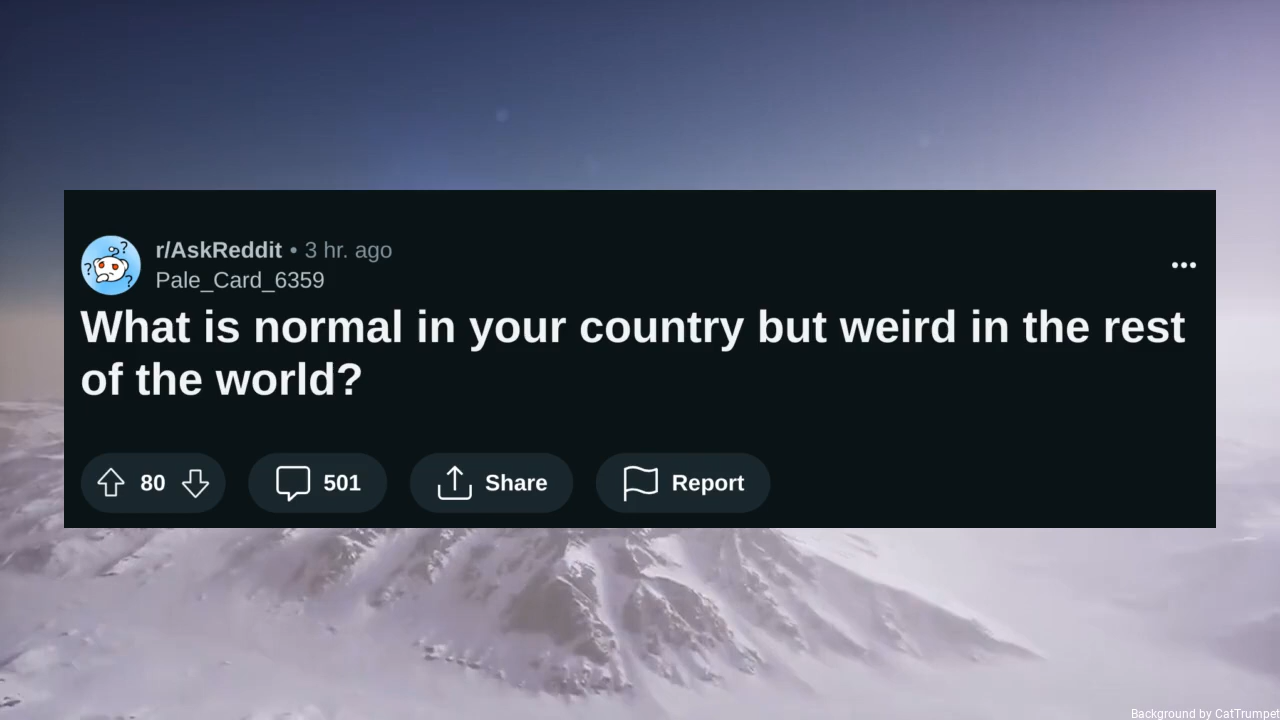 r/AskReddit • 3 hr. ago
Pale_Card_6359
What is normal in your country but weird in the rest
of the world?
80 501 Share Report
Background by CatTrumpet